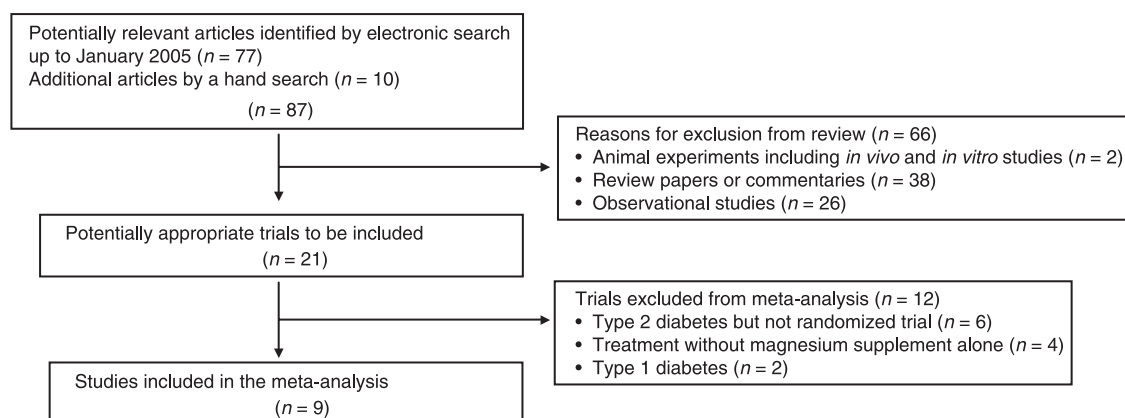 Potentially relevant articles identified by electronic search
up to January 2005 (n = 77)
Additional articles by a hand search (n = 10)
(n = 87)
Reasons for exclusion from review (n = 66)
• Animal experiments including in vivo and in vitro studies (n = 2)
• Review papers or commentaries (n = 38)
• Observational studies (n = 26)
Potentially appropriate trials to be included
(n = 21)
Trials excluded from meta-analysis (n = 12)
• Type 2 diabetes but not randomized trial (n = 6)
• Treatment without magnesium supplement alone (n = 4)
• Type 1 diabetes (n = 2)
Studies included in the meta-analysis
(n = 9)